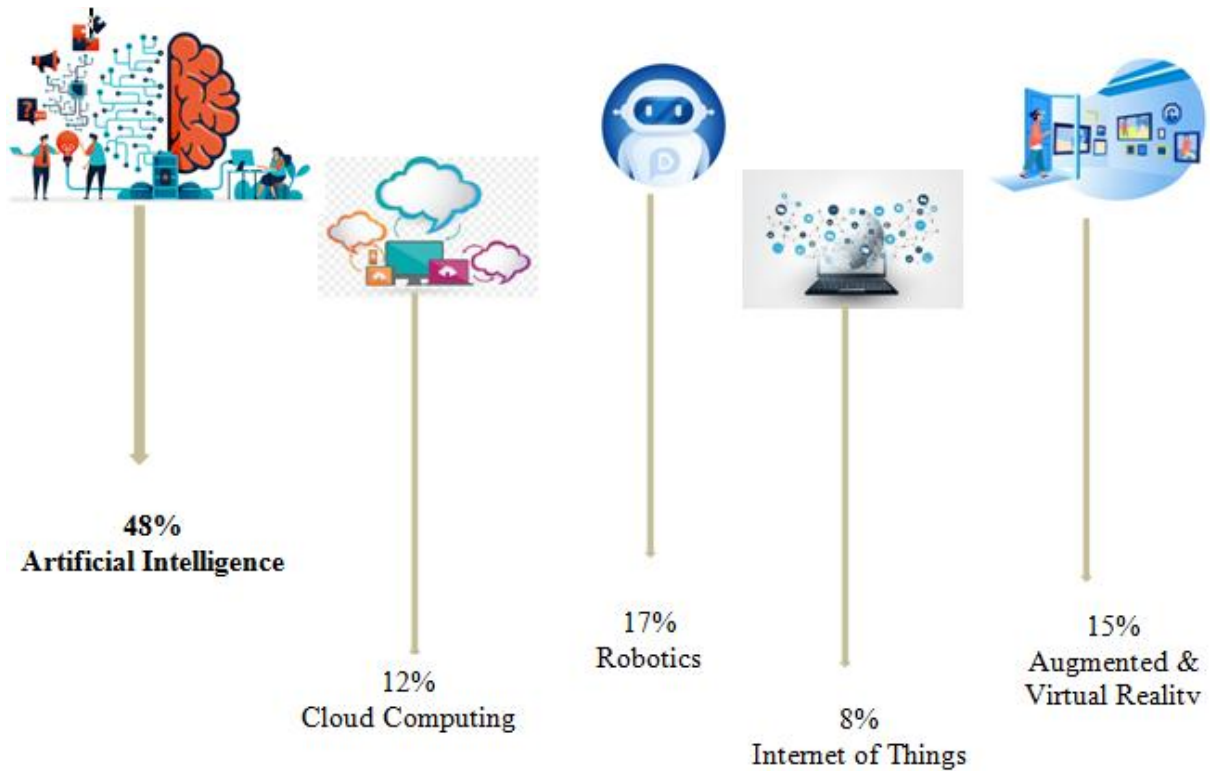 48%
Artificial Intelligence
12%
Cloud Computing
17%
Robotics
8%
Internet of Things
15%
Augmented &
Virtual Reality